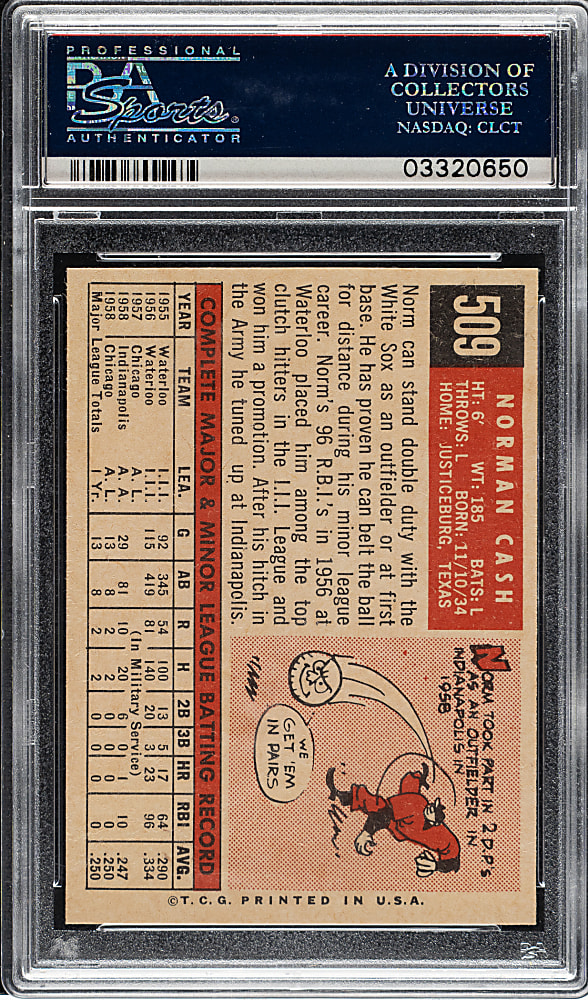 PROFESSIONAL
PSA
Sports
AUTHENTICATOR
A DIVISION OF
COLLECTORS
UNIVERSE
NASDAQ: CLCT
03320650
509
NORMAN CASH
HT: 6' WT: 185 BATS: L
THROWS: L BORN: 11/10/34
HOME: JUSTICEBURG, TEXAS
Norm can stand double duty with the
White Sox as an outfielder or at first
base. He has proven he can belt the ball
for distance during his minor league
career. Norm's 96 R.B.I.'s in 1956 at
Waterloo placed him among the top
clutch hitters in the I.I.I. League and
won him a promotion. After his hitch in
the Army he tuned up at Indianapolis.
NORM TOOK PART IN 2 D.P.'s
AS AN OUTFIELDER IN
INDIANAPOLIS IN
1958
WE
GET 'EM
IN PAIRS
COMPLETE MAJOR & MINOR LEAGUE BATTING RECORD
YEAR TEAM LEA. G AB R H 2B 3B HR RBI AVG.
1955 Waterloo I.I.I. 92 345 54 100 13 5 17 64 .290
1956 Waterloo I.I.I. 115 419 81 140 20 3 23 96 .334
1957 Chicago A. L. (In Military Service)
1958 Indianapolis A. A. 29 81 10 20 6 0 1 10 .247
1958 Chicago A. L. 13 8 2 2 0 0 0 0 .250
Major League Totals 1 Yr. 13 8 2 2 0 0 0 0 .250
© T.C.G. PRINTED IN U.S.A.
PSA